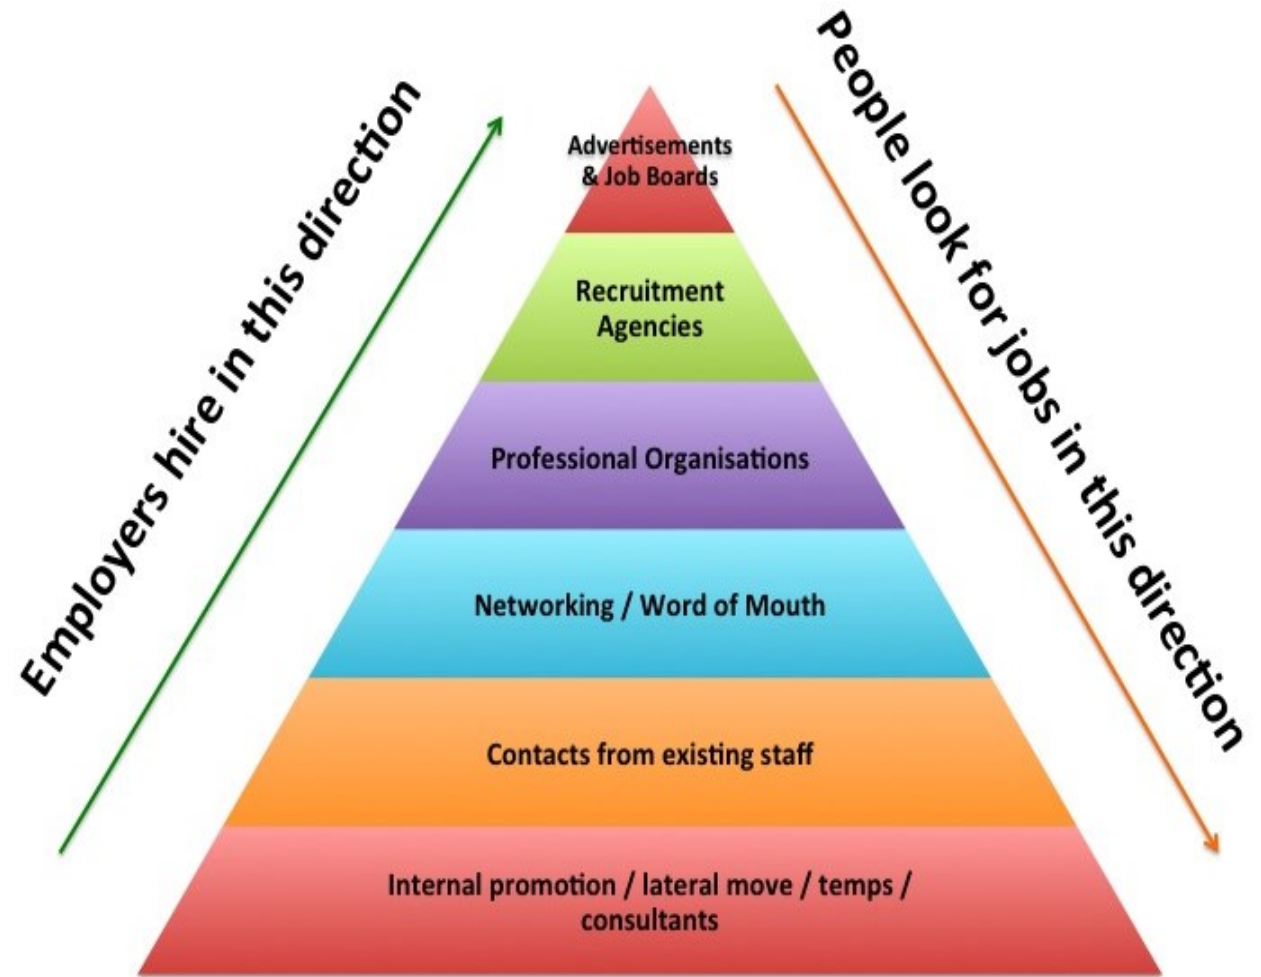 Employers hire in this direction
People look for jobs in this direction
Advertisements
& Job Boards
Recruitment
Agencies
Professional Organisations
Networking / Word of Mouth
Contacts from existing staff
Internal promotion / lateral move / temps /
consultants